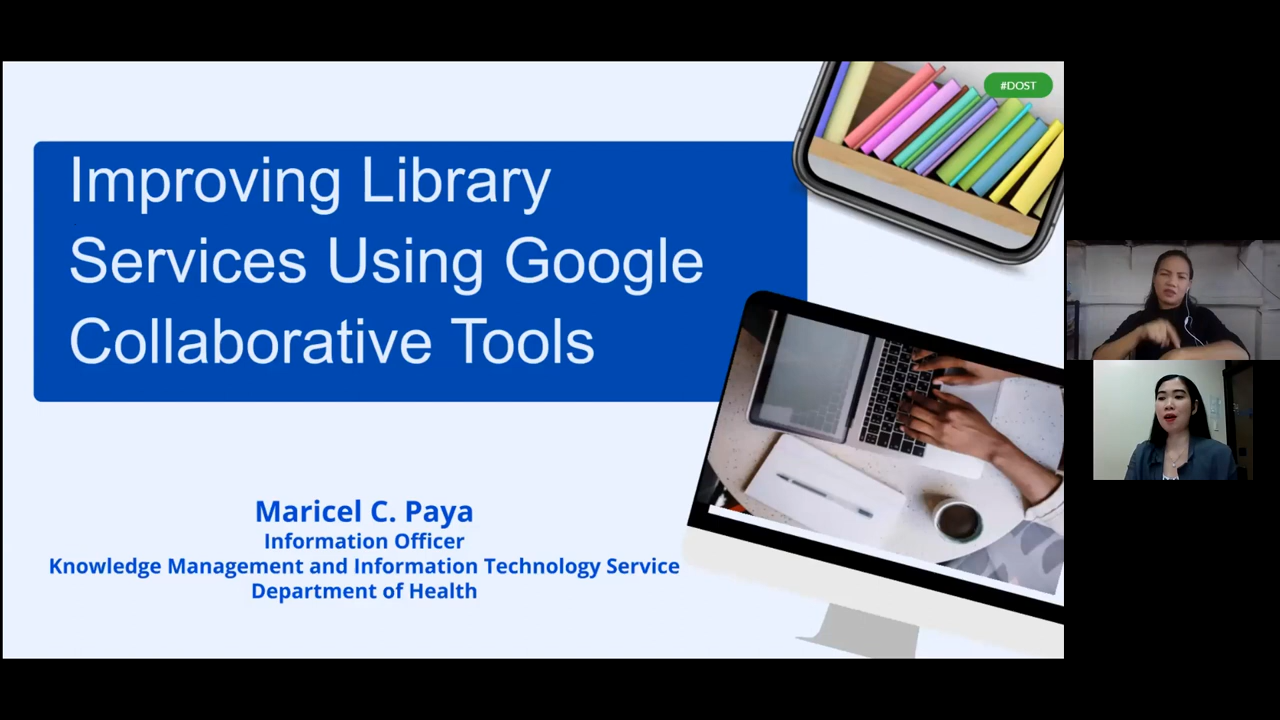 #DOST
Improving Library
Services Using Google
Collaborative Tools
Maricel C. Paya
Information Officer
Knowledge Management and Information Technology Service
Department of Health